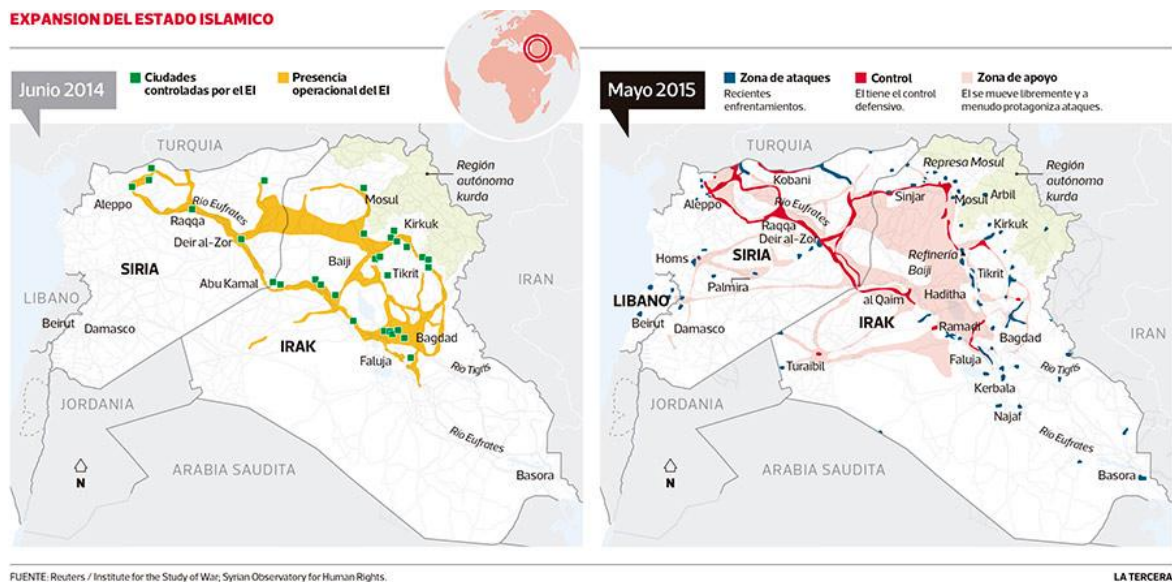 EXPANSION DEL ESTADO ISLAMICO
Junio 2014
Ciudades
controladas por el EI
Presencia
operacional del EI
TURQUIA
Región
autónoma
kurda
Mosul
Aleppo
Río Eufrates
Raqqa
Kirkuk
Deir al-Zor
SIRIA
Baiji
Tikrit
Abu Kamal
IRAN
LIBANO
Beirut
Damasco
IRAK
Bagdad
Faluja
Río Tigris
JORDANIA
Río Eufrates
ARABIA SAUDITA
N
Basora
Mayo 2015
Zona de ataques
Recientes
enfrentamientos.
Control
EI tiene el control
defensivo.
Zona de apoyo
EI se mueve libremente y a
menudo protagoniza ataques.
TURQUIA
Represa Mosul
Región
autónoma
kurda
Kobani
Sinjar
Mosul
Arbil
Aleppo
Río Eufrates
Raqqa
Kirkuk
Deir al-Zor
Homs
SIRIA
Refinería
Baiji
Tikrit
Palmira
LIBANO
al Qaim
Haditha
Beirut
Damasco
IRAK
Ramadi
Bagdad
IRAN
Turaibil
Faluja
Río Tigris
Kerbala
JORDANIA
Najaf
Río Eufrates
ARABIA SAUDITA
N
Basora
FUENTE: Reuters / Institute for the Study of War; Syrian Observatory for Human Rights.
LA TERCERA